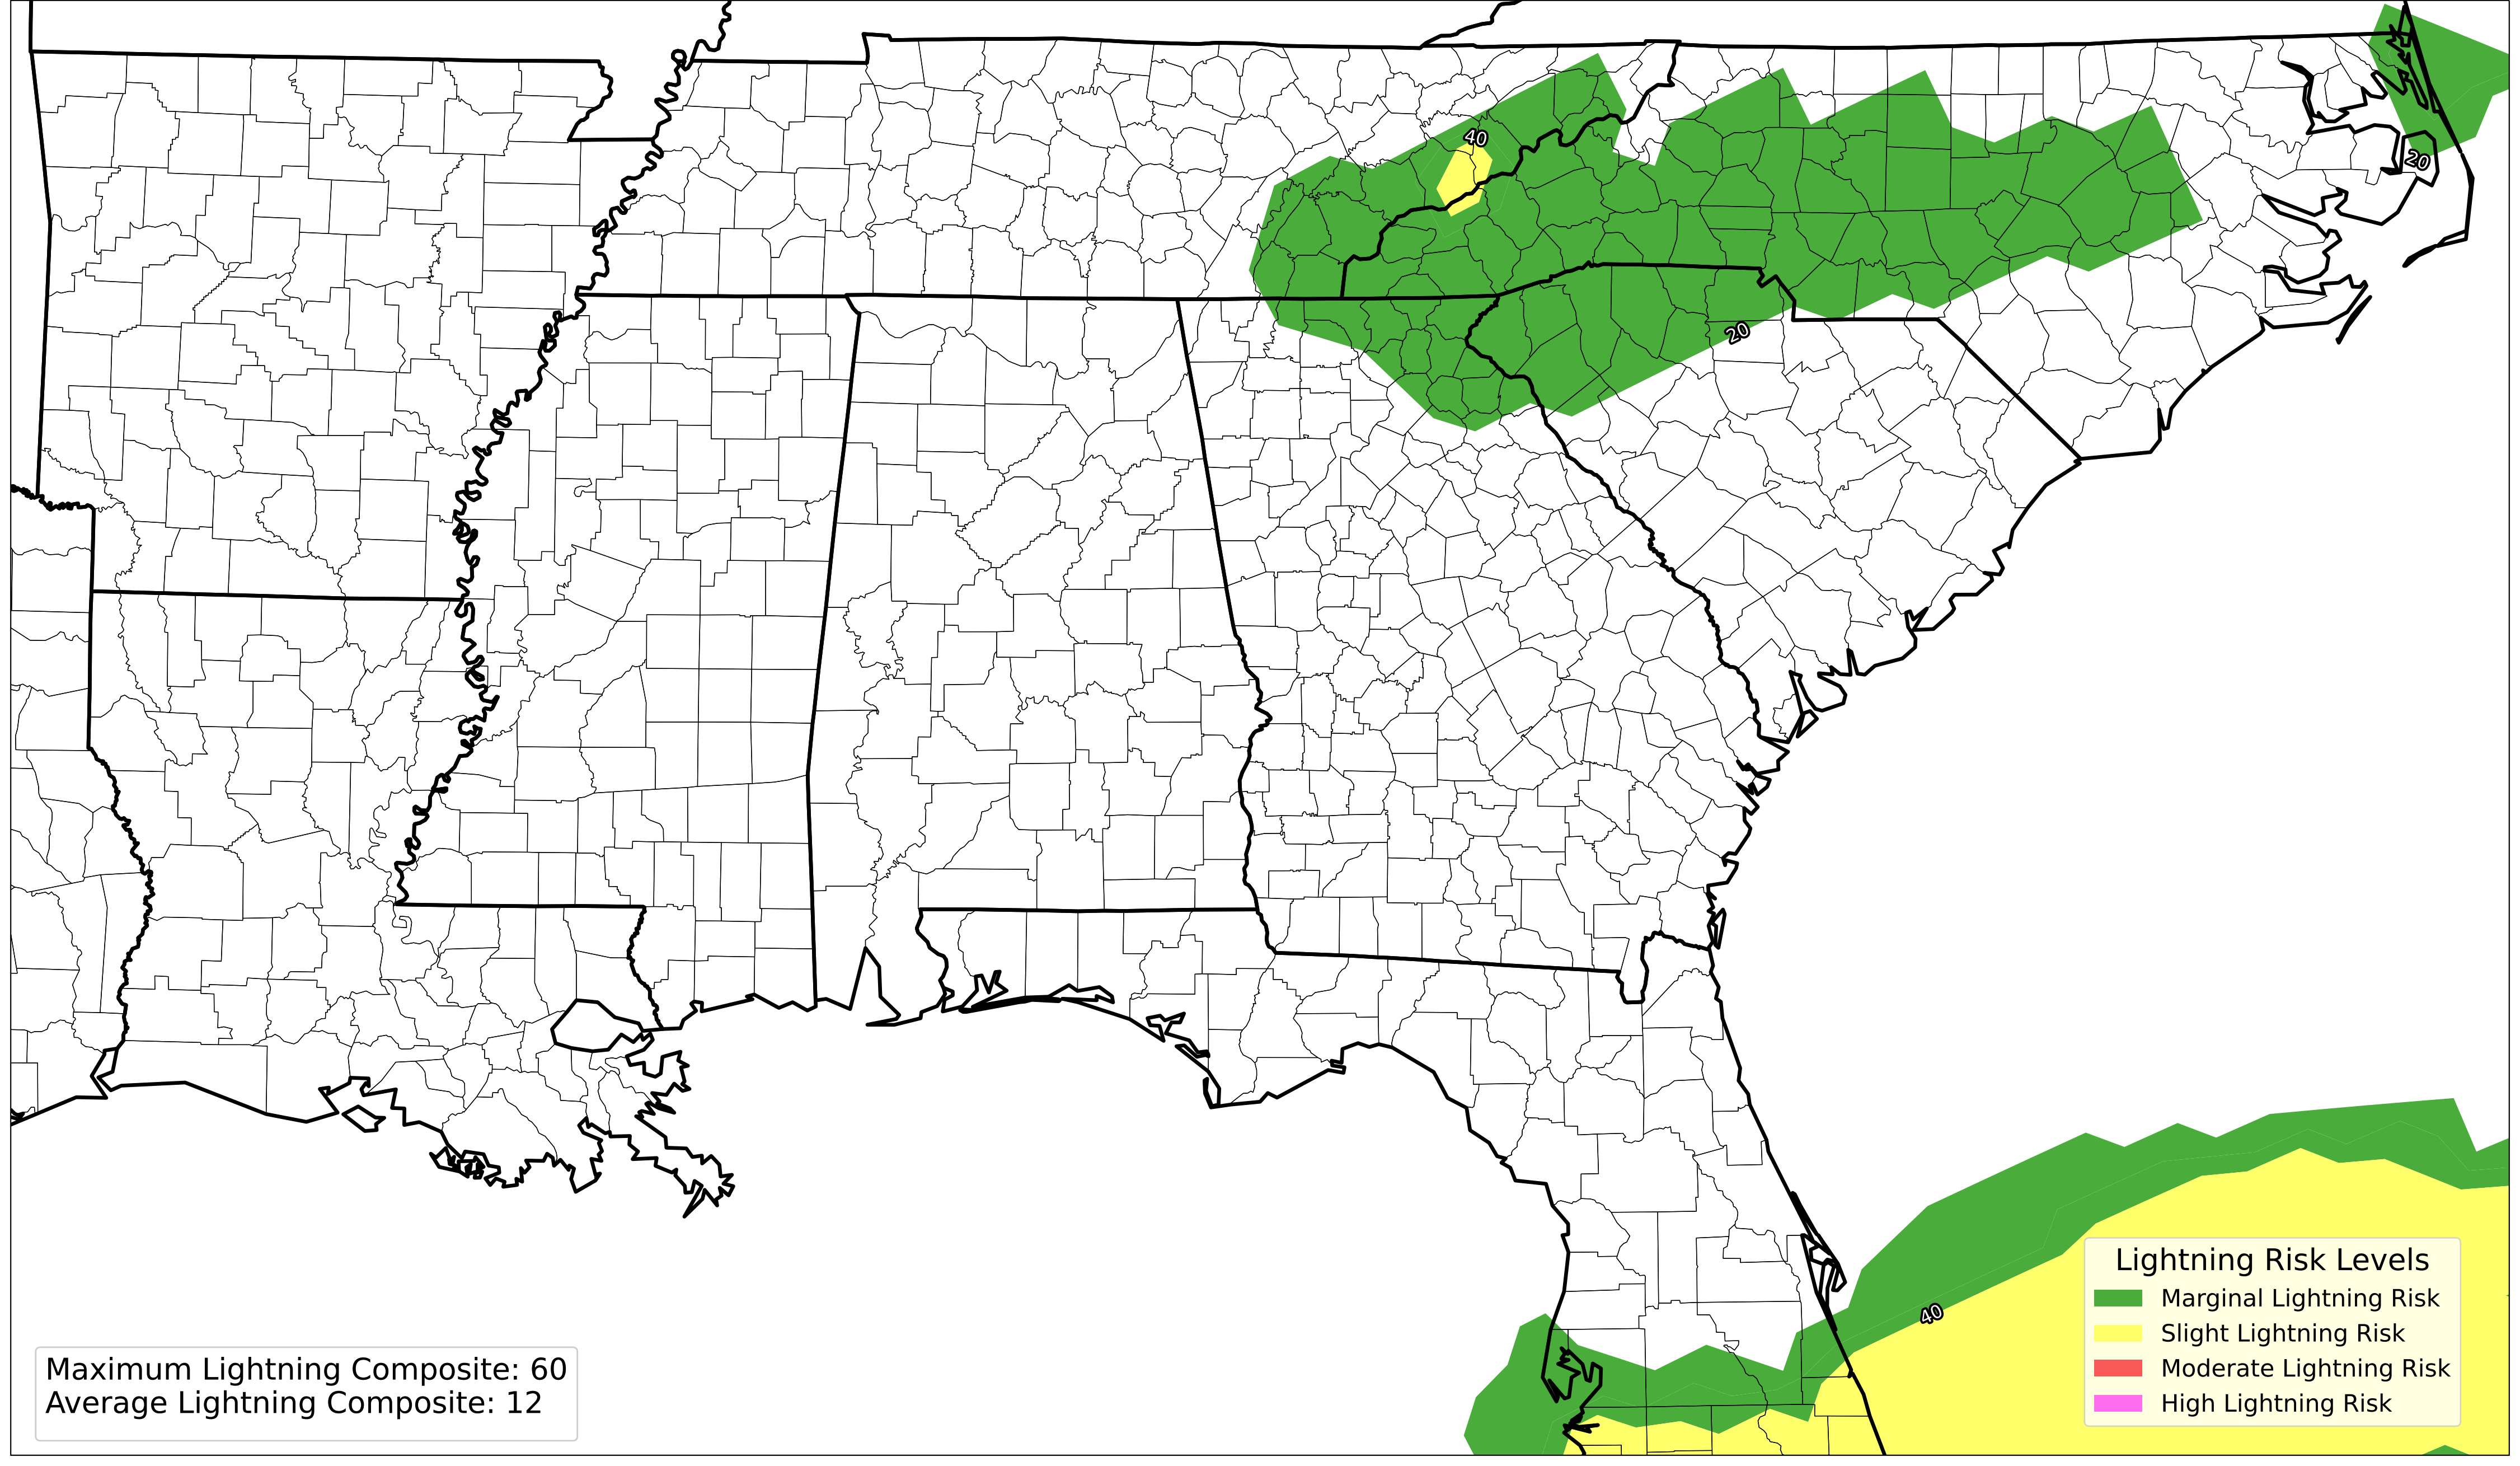 40
20
20
40
Lightning Risk Levels
Marginal Lightning Risk
Slight Lightning Risk
Moderate Lightning Risk
High Lightning Risk
Maximum Lightning Composite: 60
Average Lightning Composite: 12